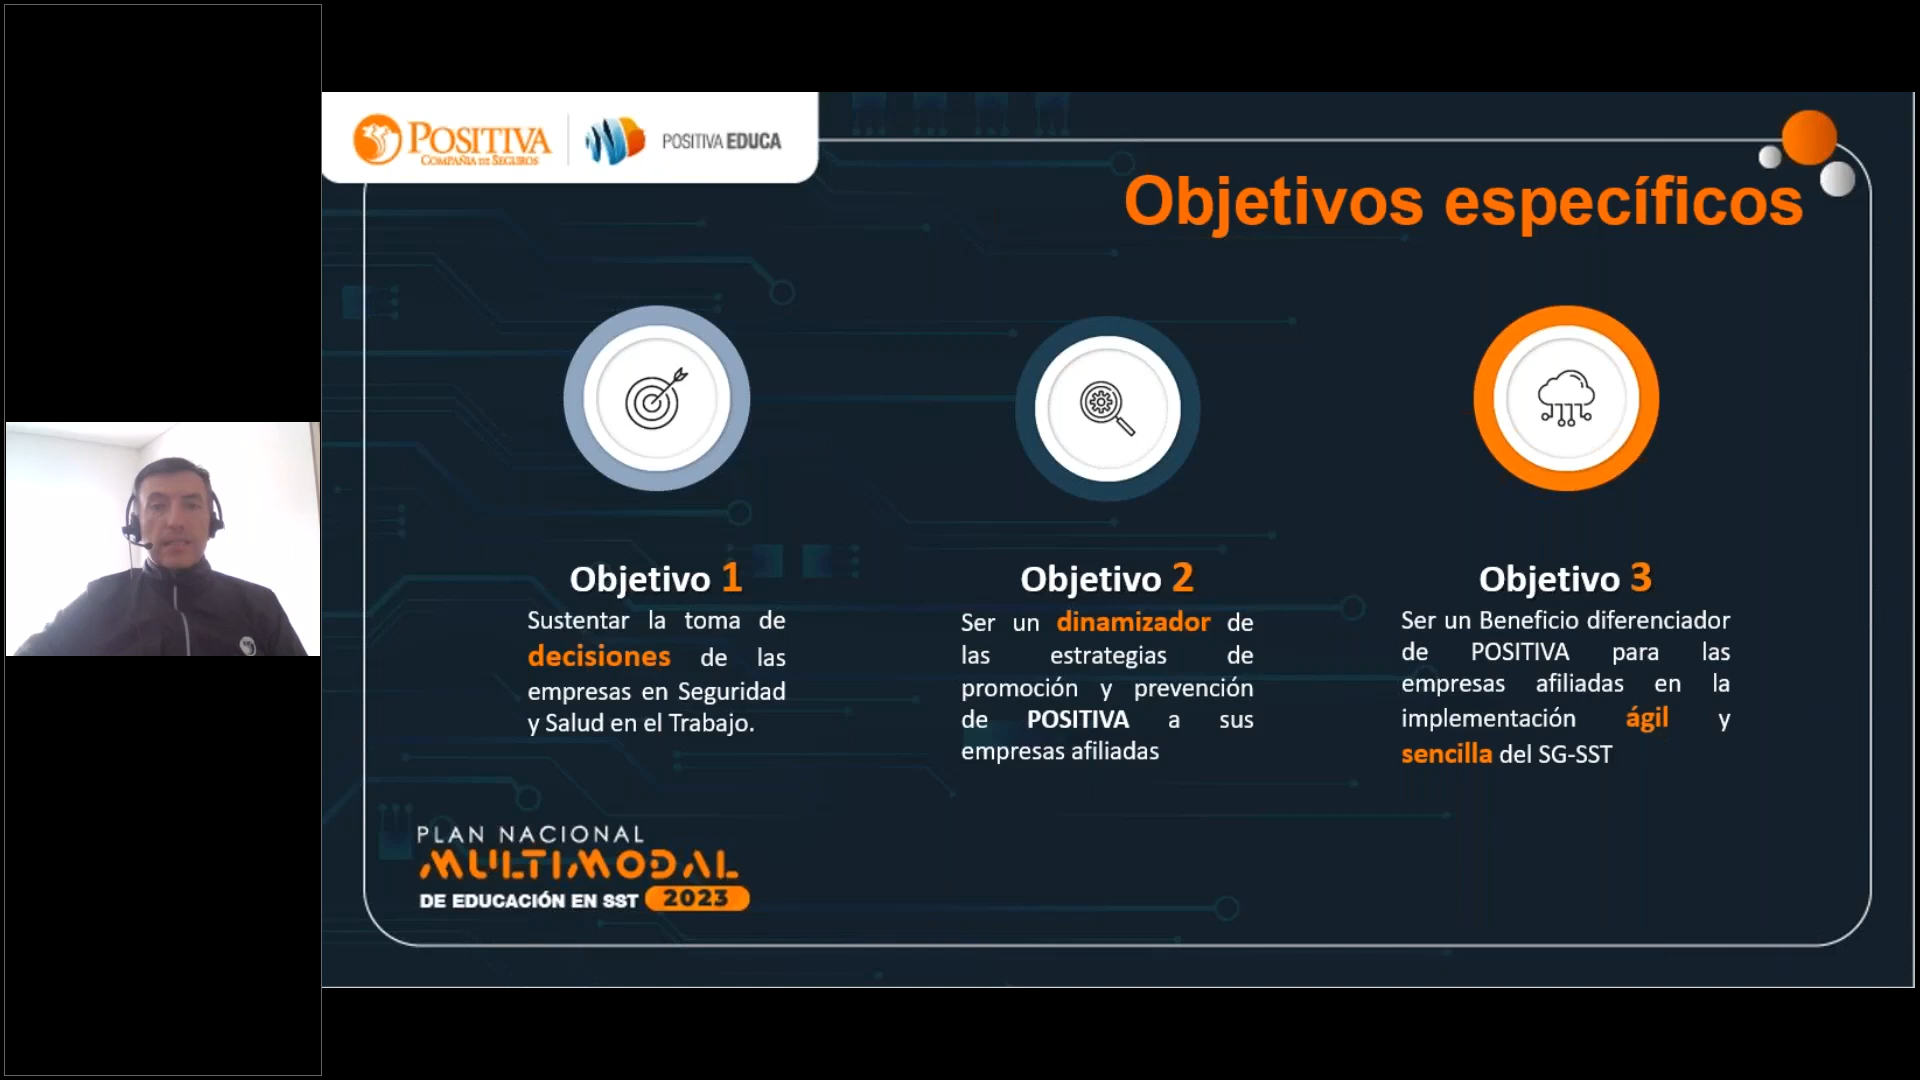 POSITIVA
COMPAÑIA DE SEGUROS
POSITIVA EDUCA
Objetivos específicos
Objetivo 1
Sustentar la toma de
decisiones de las
empresas en Seguridad
y Salud en el Trabajo.
Objetivo 2
Ser un dinamizador de
las estrategias de
promoción y prevención
de POSITIVA a sus
empresas afiliadas
Objetivo 3
Ser un Beneficio diferenciador
de POSITIVA para las
empresas afiliadas en la
implementación ágil y
sencilla del SG-SST
PLAN NACIONAL
MULTIMODAL
DE EDUCACIÓN EN SST 2023